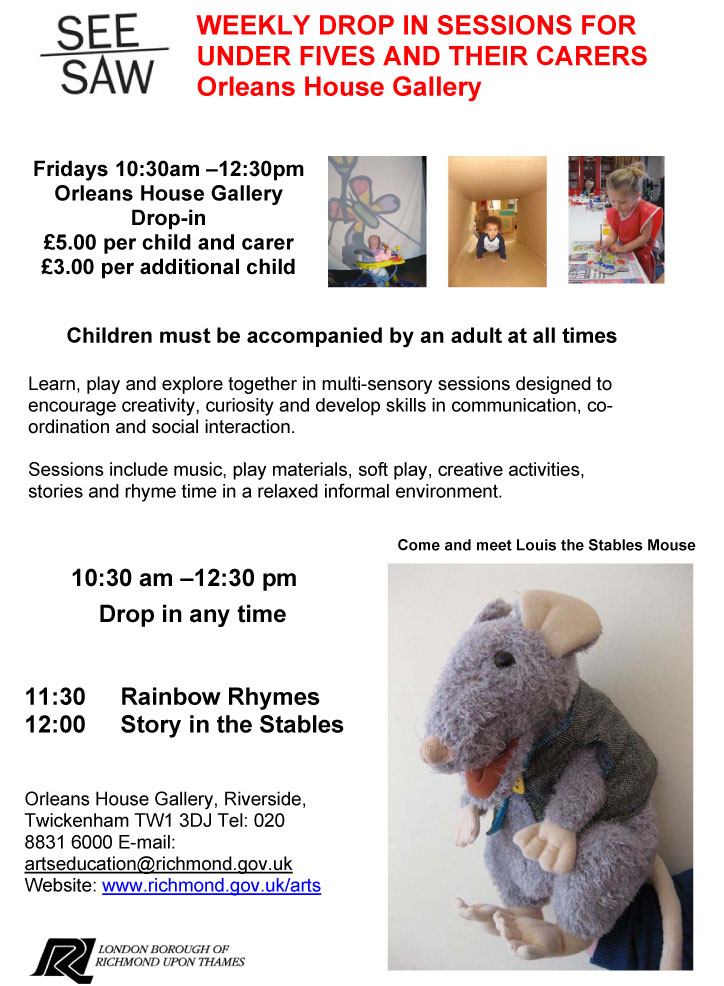 SEE
SAW
WEEKLY DROP IN SESSIONS FOR
UNDER FIVES AND THEIR CARERS
Orleans House Gallery
Fridays 10:30am –12:30pm
Orleans House Gallery
Drop-in
£5.00 per child and carer
£3.00 per additional child
Children must be accompanied by an adult at all times
Learn, play and explore together in multi-sensory sessions designed to
encourage creativity, curiosity and develop skills in communication, co-
ordination and social interaction.
Sessions include music, play materials, soft play, creative activities,
stories and rhyme time in a relaxed informal environment.
Come and meet Louis the Stables Mouse
10:30 am –12:30 pm
Drop in any time
11:30 Rainbow Rhymes
12:00 Story in the Stables
Orleans House Gallery, Riverside,
Twickenham TW1 3DJ Tel: 020
8831 6000 E-mail:
artseducation@richmond.gov.uk
Website: www.richmond.gov.uk/arts
LONDON BOROUGH OF
RICHMOND UPON THAMES